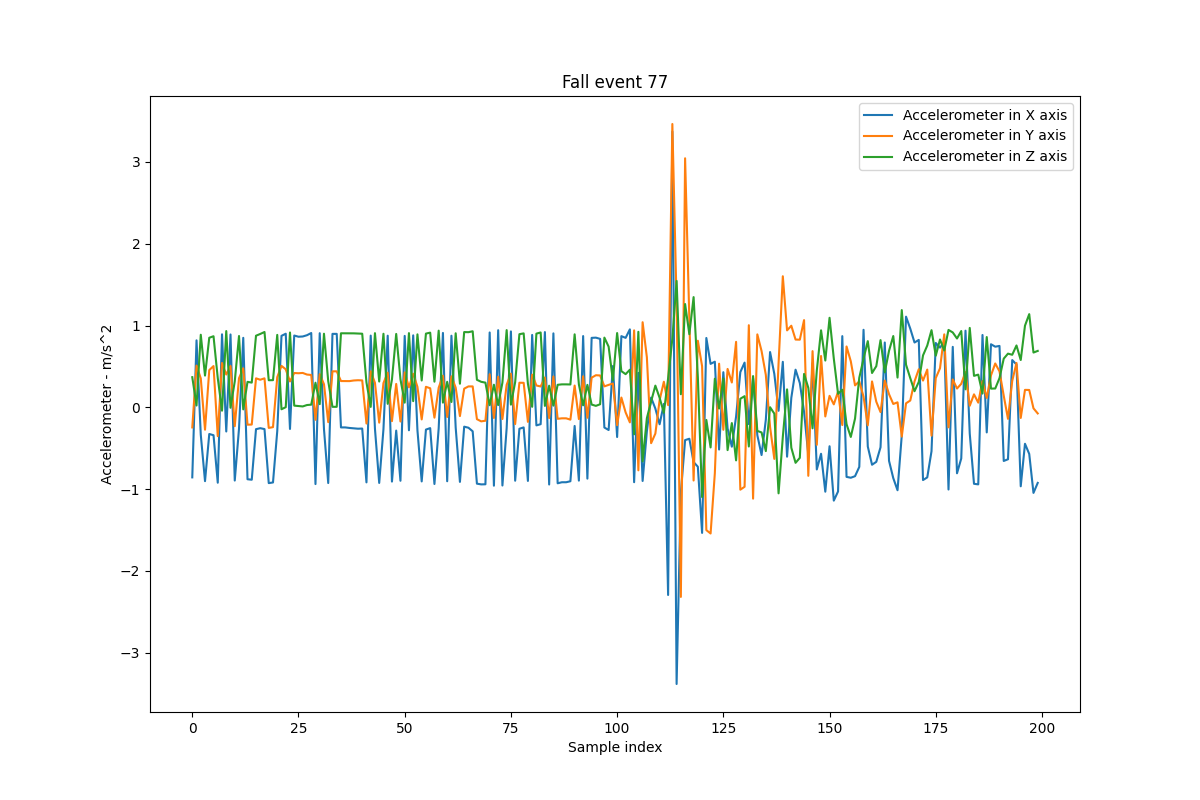 Fall event 77
Accelerometer in X axis
Accelerometer in Y axis
Accelerometer in Z axis
Accelerometer - m/s^2
3
2
1
0
−1
−2
−3
0 25 50 75 100 125 150 175 200
Sample index